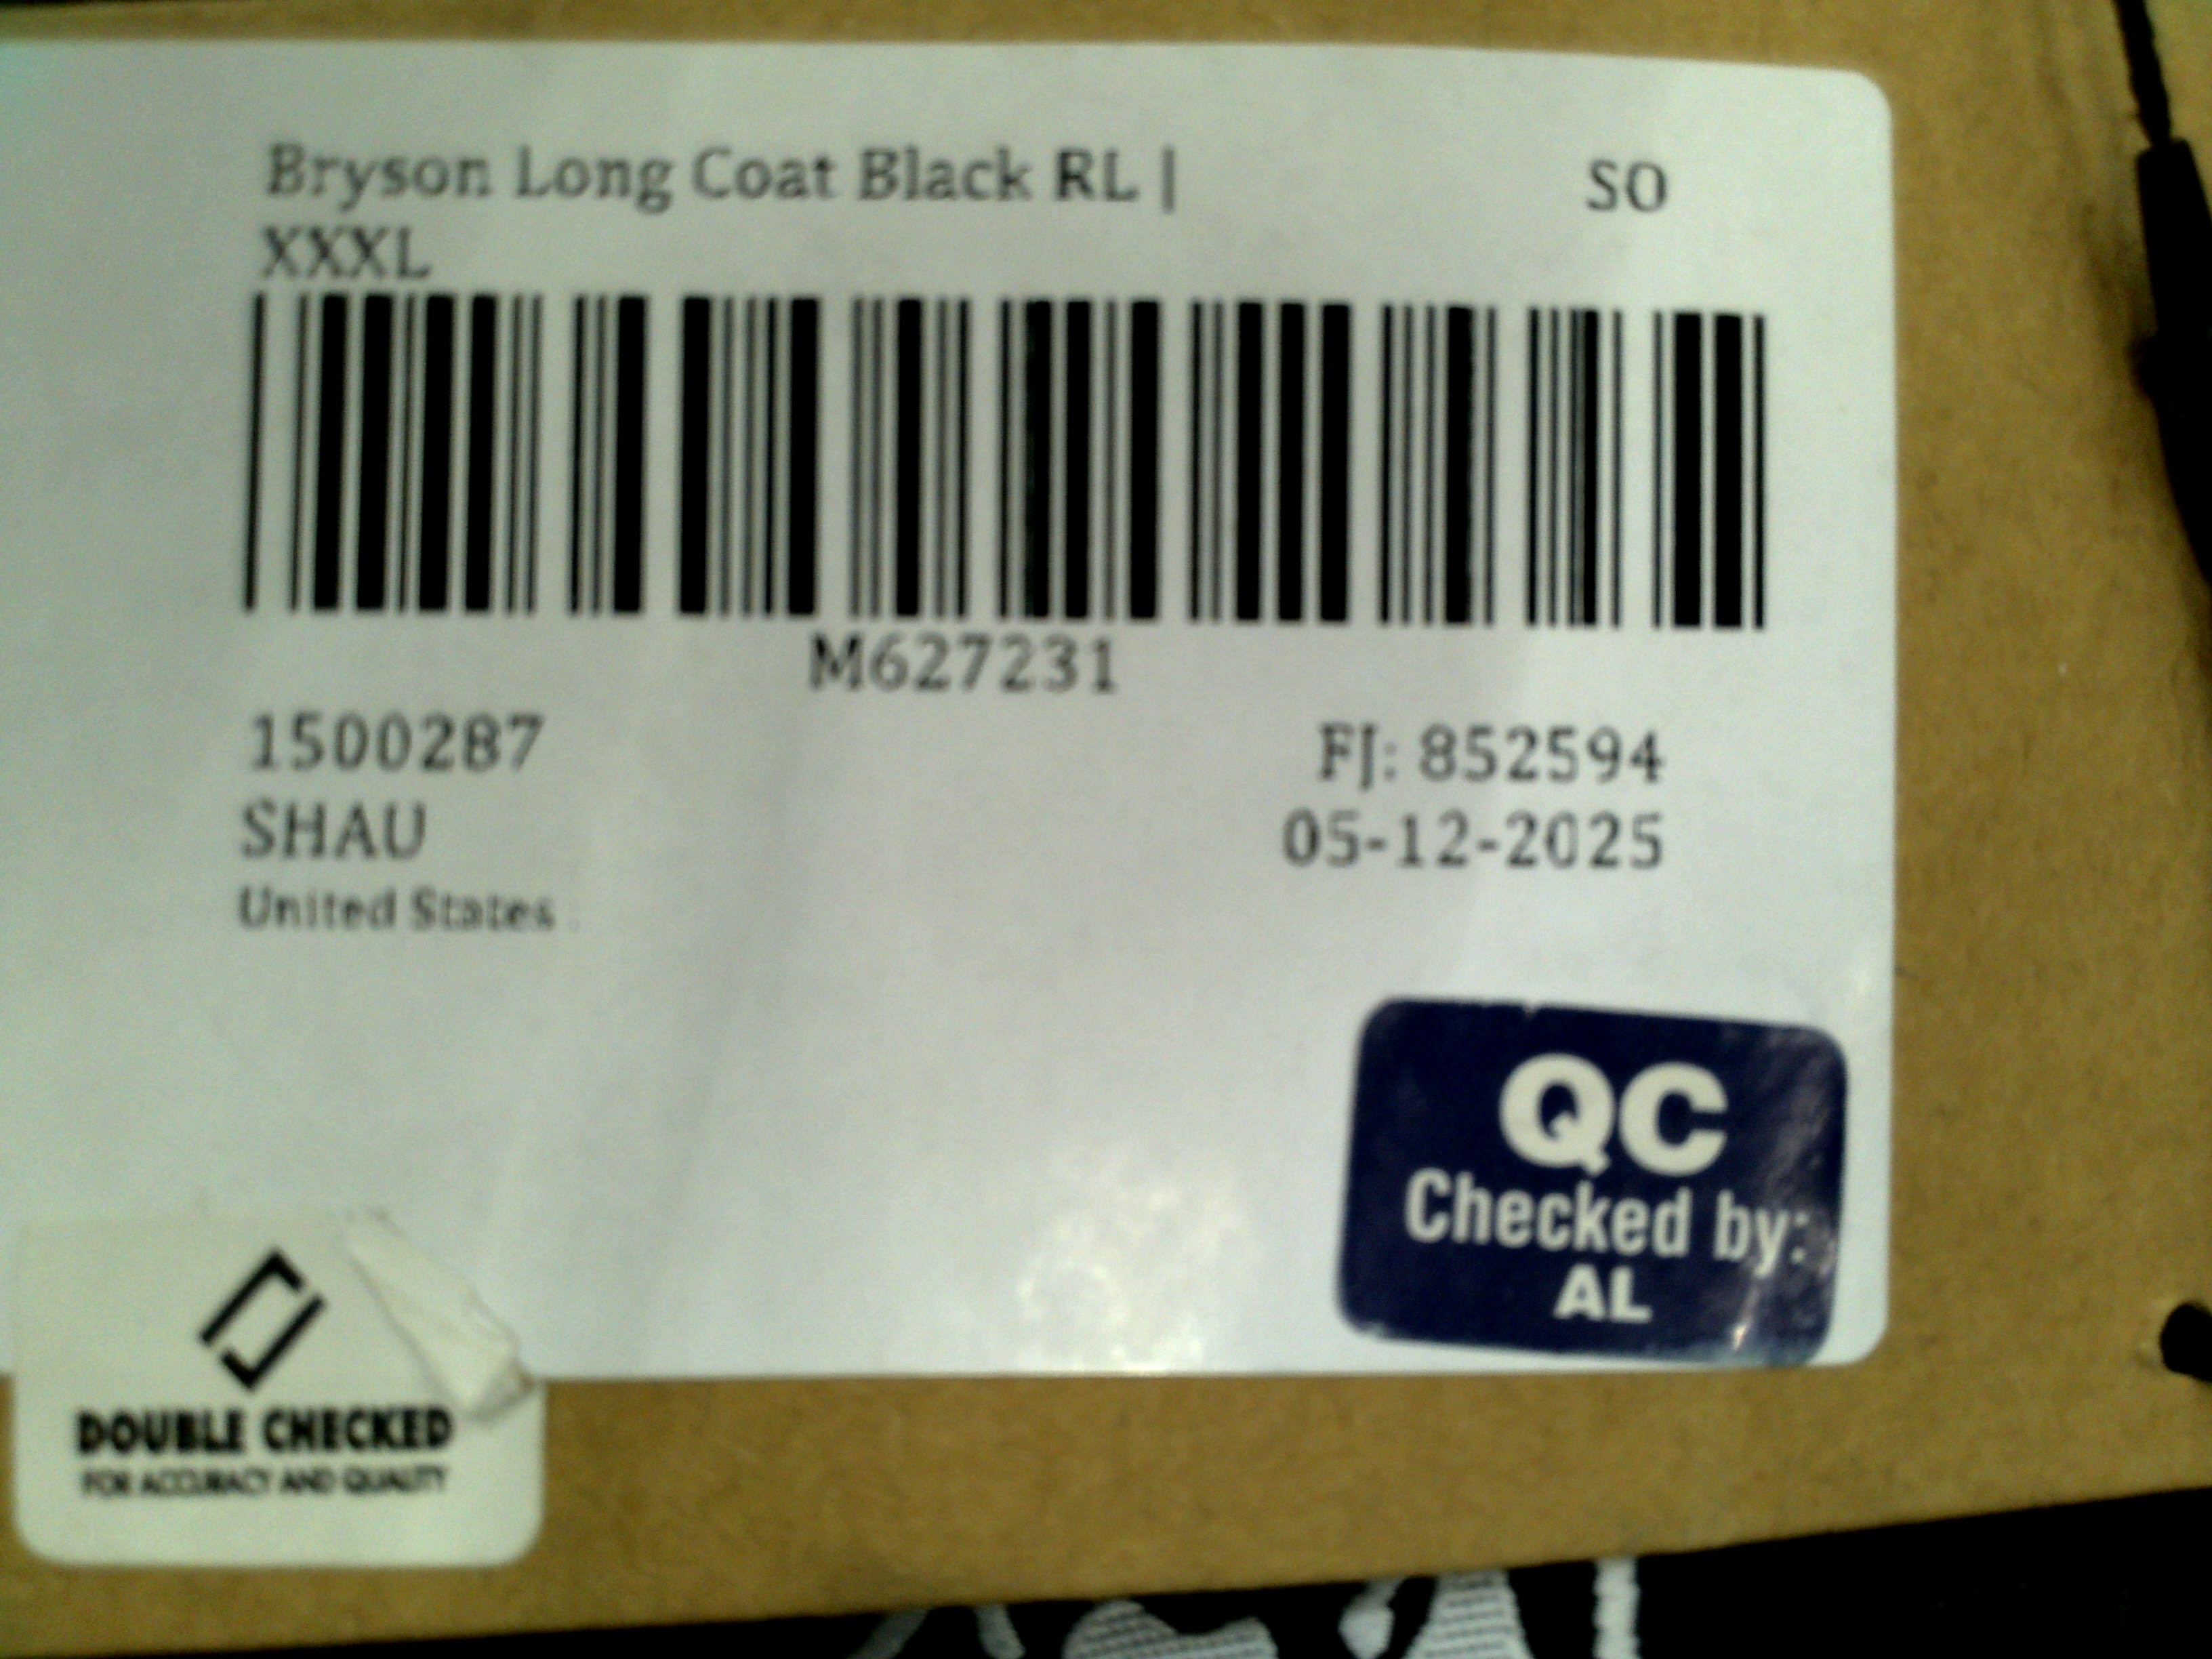 Bryson Long Coat Black RL | SO
XXXL
M627231
1500287 FJ: 852594
SHAU 05-12-2025
United States
QC
Checked by:
AL
DOUBLE CHECKED
FOR ACCURACY AND QUALITY